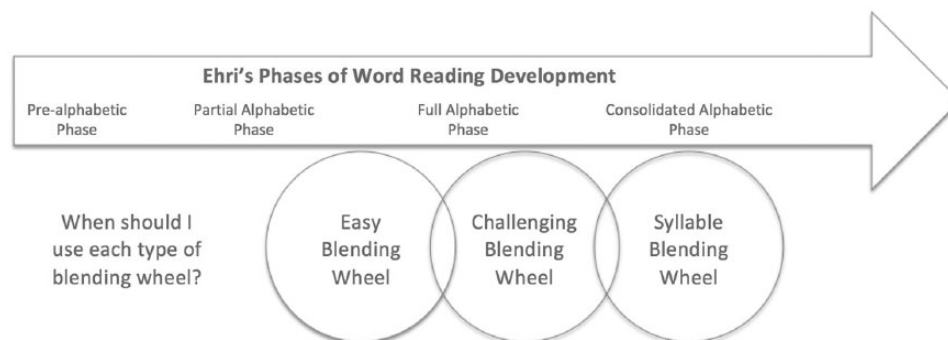 Ehri's Phases of Word Reading Development
Pre-alphabetic
Phase
Partial Alphabetic
Phase
Full Alphabetic
Phase
Consolidated Alphabetic
Phase
When should I
use each type of
blending wheel?
Easy
Blending
Wheel
Challenging
Blending
Wheel
Syllable
Blending
Wheel